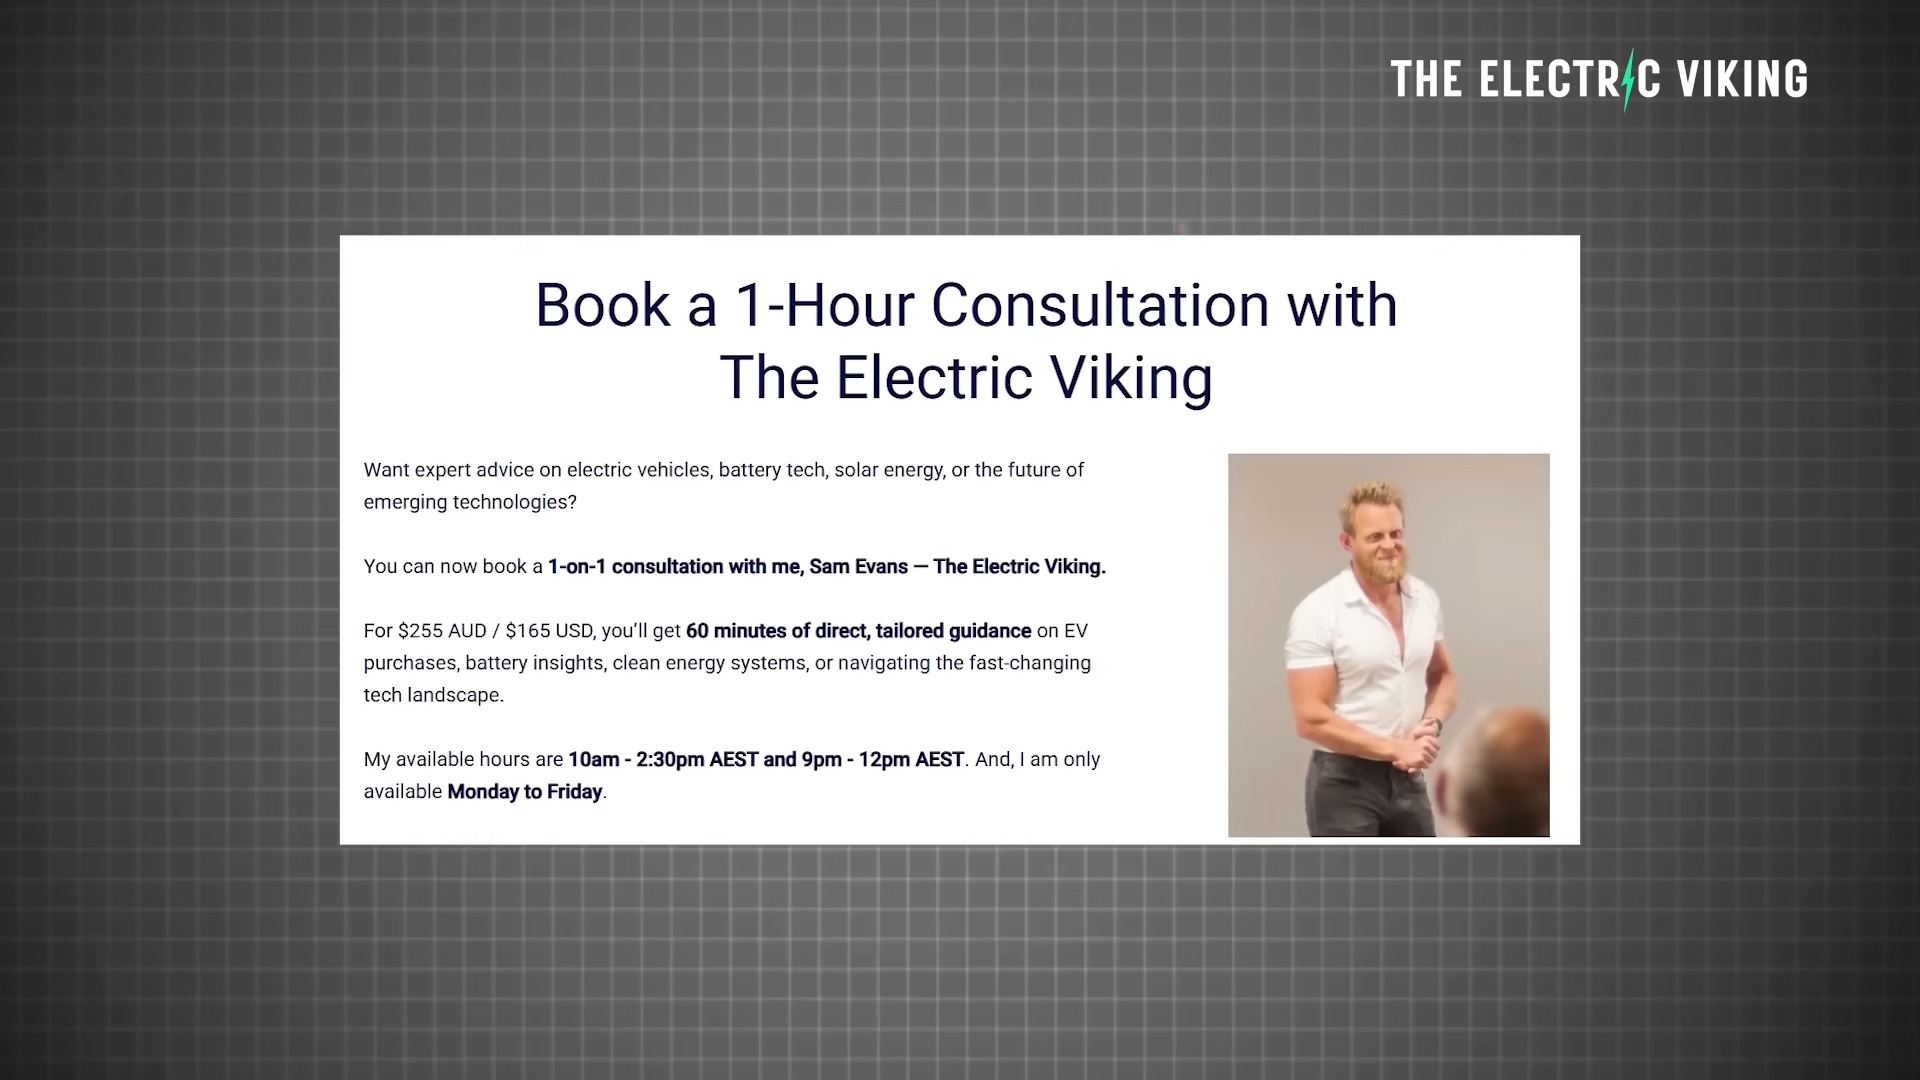 THE ELECTRIC VIKING
Book a 1-Hour Consultation with
The Electric Viking
Want expert advice on electric vehicles, battery tech, solar energy, or the future of
emerging technologies?
You can now book a 1-on-1 consultation with me, Sam Evans — The Electric Viking.
For $255 AUD / $165 USD, you’ll get 60 minutes of direct, tailored guidance on EV
purchases, battery insights, clean energy systems, or navigating the fast-changing
tech landscape.
My available hours are 10am - 2:30pm AEST and 9pm - 12pm AEST. And, I am only
available Monday to Friday.